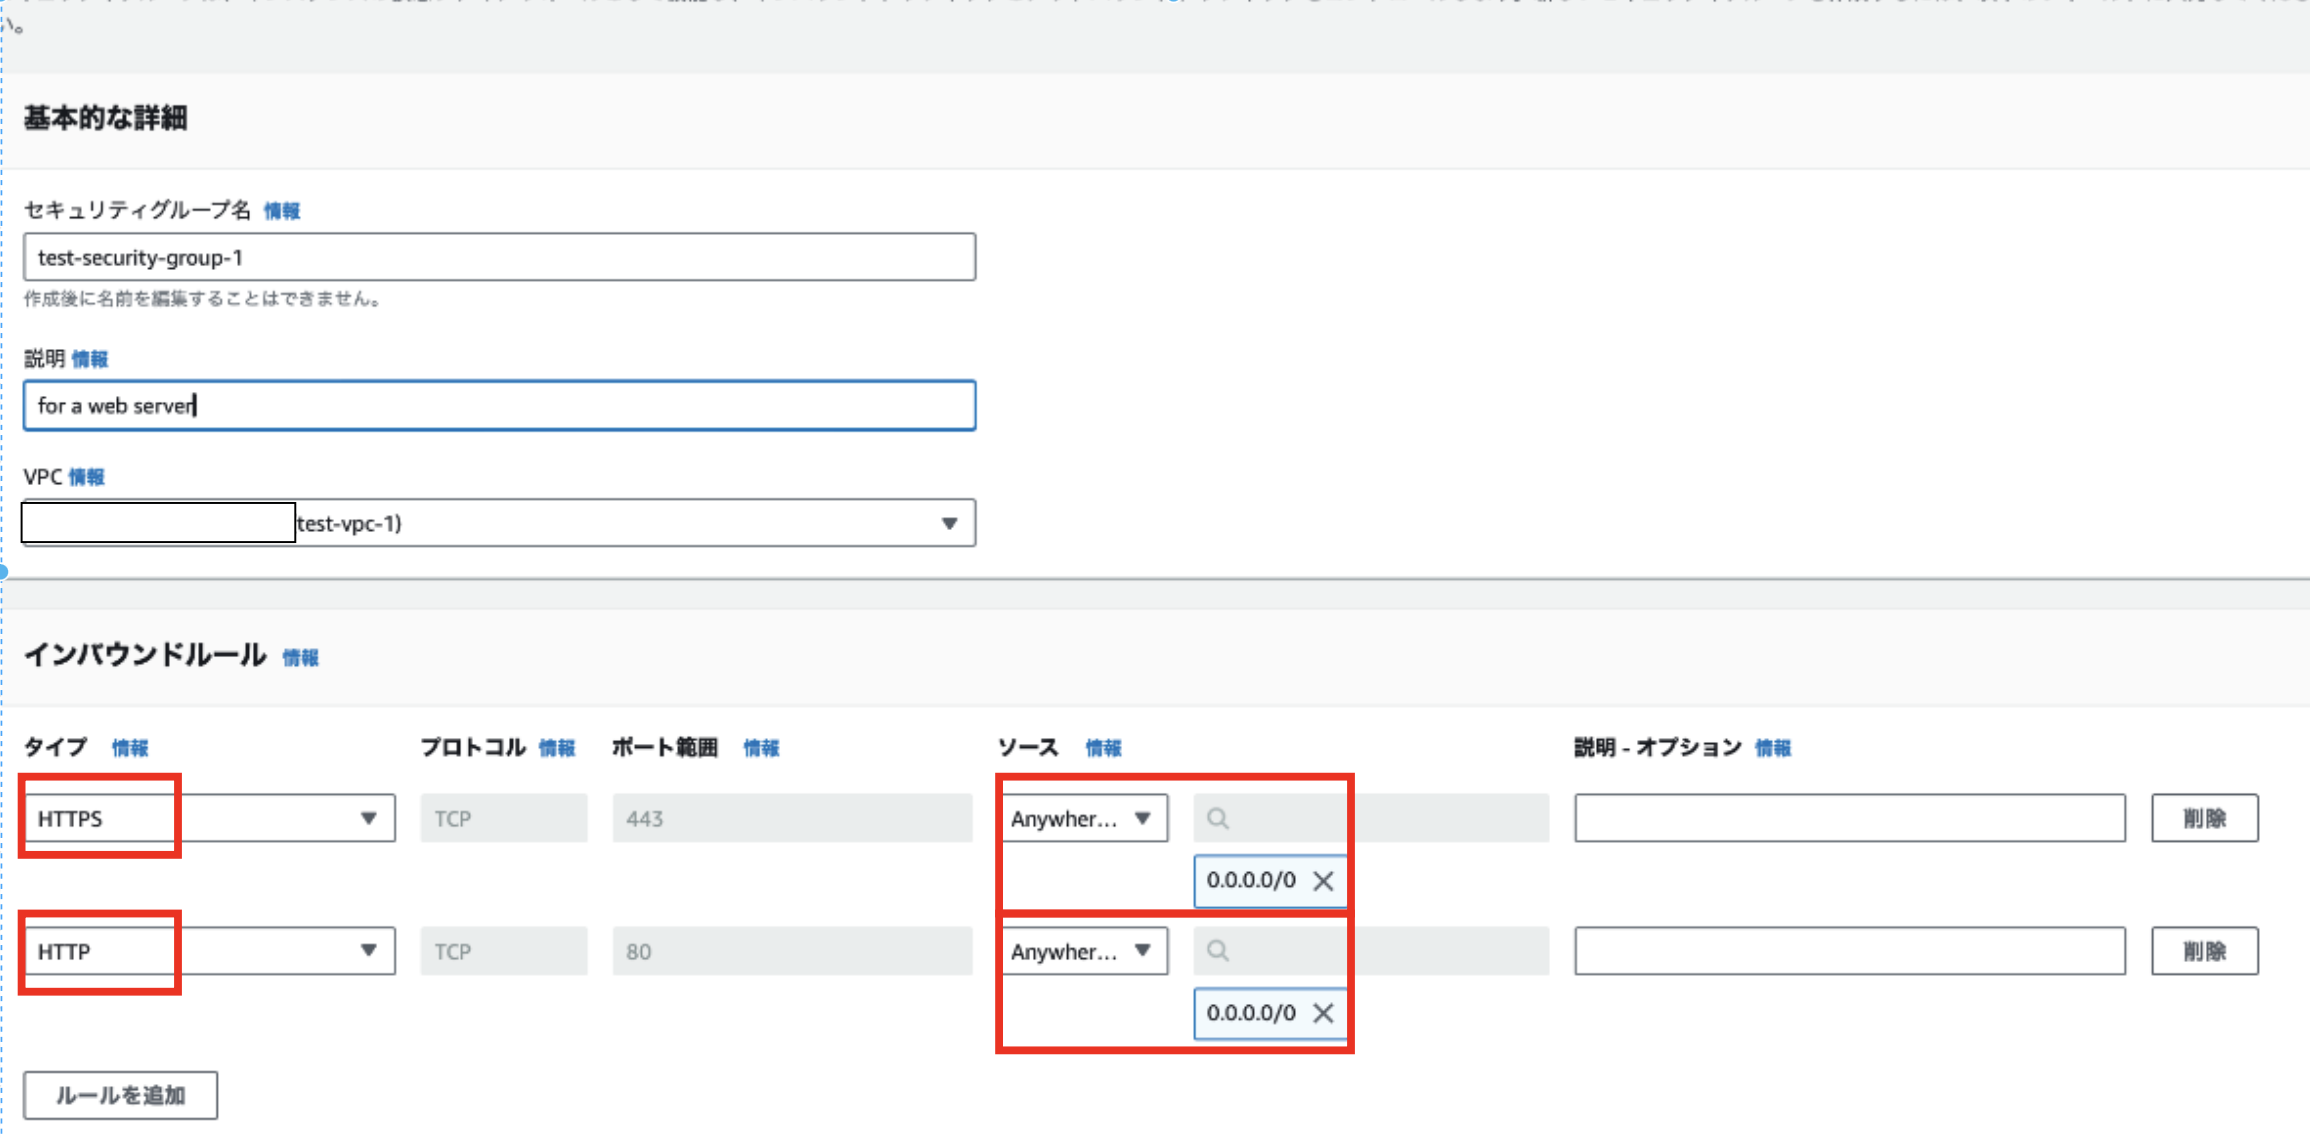 い。
基本的な詳細
セキュリティグループ名 情報
test-security-group-1
作成後に名前を編集することはできません。
説明 情報
for a web server
VPC 情報
test-vpc-1)
インバウンドルール 情報
タイプ 情報 プロトコル 情報 ポート範囲 情報 ソース 情報 説明 - オプション 情報
HTTPS TCP 443 Anywher... 削除
0.0.0.0/0
HTTP TCP 80 Anywher... 削除
0.0.0.0/0
ルールを追加